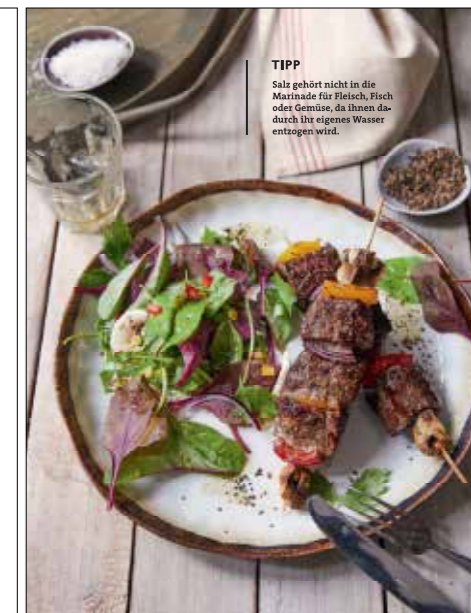 TIPP
Salz gehört nicht in die
Marinade für Fleisch, Fisch
oder Gemüse, da ihnen da-
durch ihr eigenes Wasser
entzogen wird.